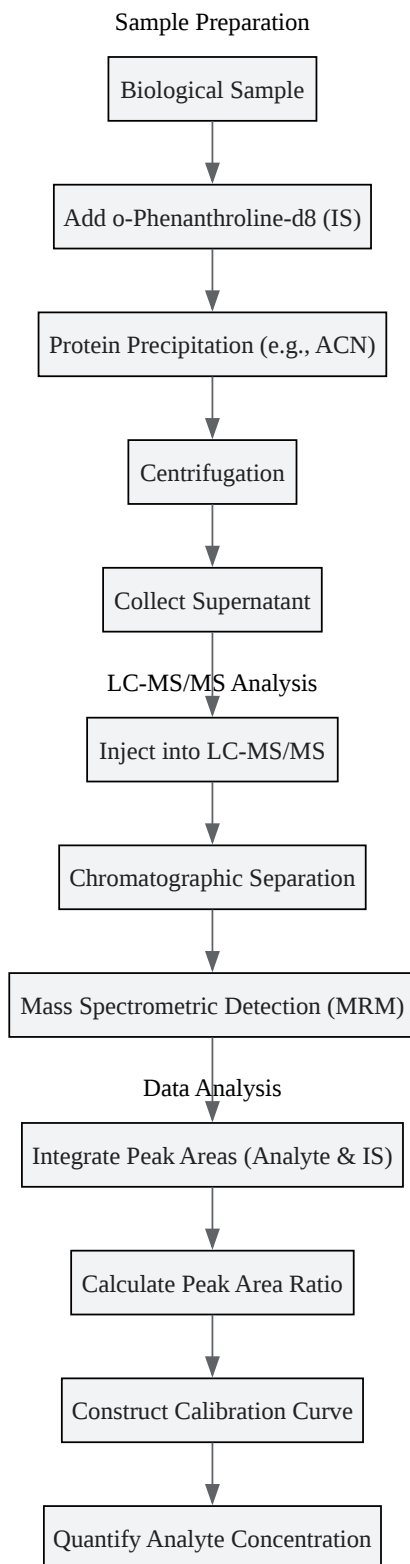 Sample Preparation
Biological Sample
Add o-Phenanthroline-d8 (IS)
Protein Precipitation (e.g., ACN)
Centrifugation
Collect Supernatant
LC-MS/MS Analysis
Inject into LC-MS/MS
Chromatographic Separation
Mass Spectrometric Detection (MRM)
Data Analysis
Integrate Peak Areas (Analyte & IS)
Calculate Peak Area Ratio
Construct Calibration Curve
Quantify Analyte Concentration